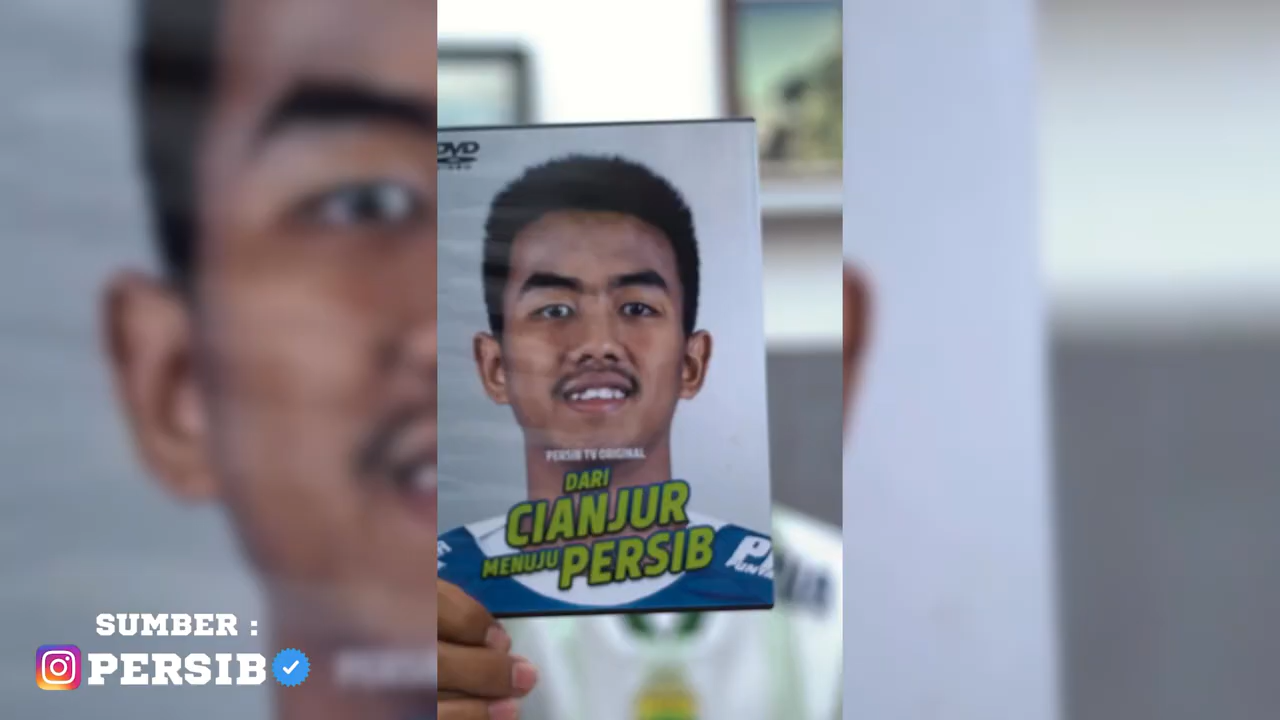 DVD
PERSIB TV ORIGINAL
DARI
CIANJUR
MENUJU PERSIB
SUMBER :
PERSIB